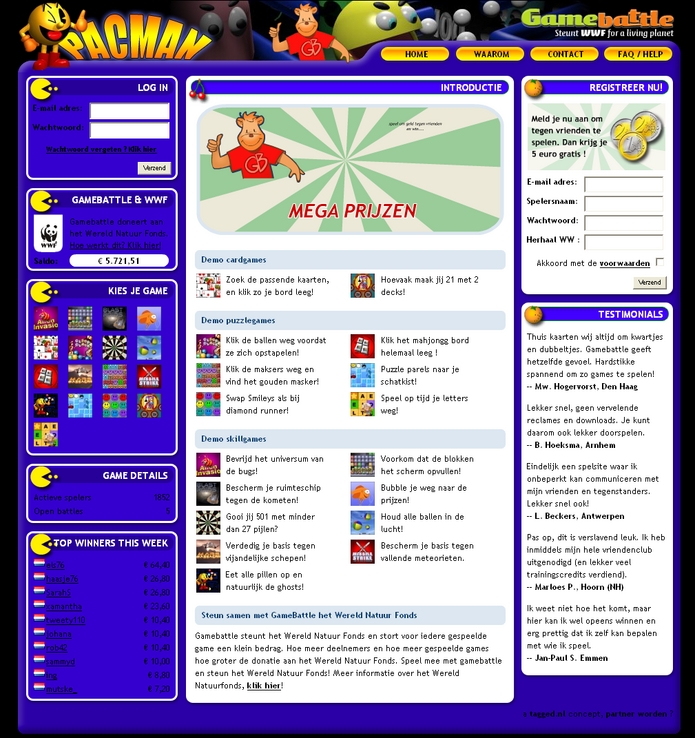 PACMAN
Gamebattle
Steunt WWF for a living planet
HOME
WAAROM
CONTACT
FAQ / HELP
LOG IN
E-mail adres:
Wachtwoord:
Wachtwoord vergeten ? Klik hier
Verzend
GAMEBATTLE & WWF
Gamebattle doneert aan
het Wereld Natuur Fonds.
Hoe werkt dit? Klik hier!
WWF
Saldo:
€ 5.721,51
KIES JE GAME
GAME DETAILS
Actieve spelers
1852
Open battles
5
TOP WINNERS THIS WEEK
€ 64,40
baasje76
€ 26,80
Sarah5
€ 25,80
samantha
€ 23,60
tweety110
€ 10,40
johana
€ 10,40
rob42
€ 10,40
sammyd
€ 10,00
€ 7,20
INTRODUCTIE
GB
MEGA PRIJZEN
Demo cardgames
Zoek de passende kaarten,
en klik zo je bord leeg!
Hoevaak maak jij 21 met 2
decks!
Demo puzzlegames
Klik de ballen weg voordat
ze zich opstapelen!
Klik het mahjongg bord
helemaal leeg !
Klik de maksers weg en
vind het gouden masker!
Puzzle parels naar je
schatkist!
Swap Smileys als bij
diamond runner!
Speel op tijd je letters
weg!
Demo skillgames
Bevrijd het universum van
de bugs!
Voorkom dat de blokken
het scherm opvullen!
Bescherm je ruimteschip
tegen de kometen!
Bubble je weg naar de
prijzen!
Gooi jij 501 met minder
dan 27 pijlen?
Houd alle ballen in de
lucht!
Verdedig je basis tegen
vijandelijke schepen!
Bescherm je basis tegen
vallende meteorieten.
Eet alle pillen op en
natuurlijk de ghosts!
Steun samen met GameBattle het Wereld Natuur Fonds
Gamebattle steunt het Wereld Natuur Fonds en stort voor iedere gespeelde
game een klein bedrag. Hoe meer deelnemers en hoe meer gespeelde games
hoe groter de donatie aan het Wereld Natuur Fonds. Speel mee met gamebattle
en steun het Wereld Natuur Fonds! Meer informatie over het Wereld
Natuurfonds, klik hier!
REGISTREER NU!
Meld je nu aan om
tegen vrienden te
spelen. Dan krijg je
5 euro gratis !
E-mail adres:
Spelersnaam:
Wachtwoord:
Herhaal WW :
Akkoord met de voorwaarden
Verzend
TESTIMONIALS
Thuis kaarten wij altijd om kwartjes
en dubbeltjes. Gamebattle geeft
hetzelfde gevoel. Hardstikke
spannend om zo games te spelen!
-- Mw. Hogervorst, Den Haag
Lekker snel, geen vervelende
reclames en downloads. Je kunt
daarom ook lekker doorspelen.
-- B. Hoeksma, Arnhem
Eindelijk een spelsite waar ik
onbeperkt kan communiceren met
mijn vrienden en tegenstanders.
Lekker snel ook!
-- L. Beckers, Antwerpen
Pas op, dit is verslavend leuk. Ik heb
inmiddels mijn hele vriendenclub
uitgenodigd (en lekker veel
trainingscredits verdiend).
-- Marloes P., Hoorn (NH)
Ik weet niet hoe het komt, maar
hier kan ik wel opeens winnen en
erg prettig dat ik zelf kan bepalen
met wie ik speel.
-- Jan-Paul S. Emmen
concept, partner worden ?